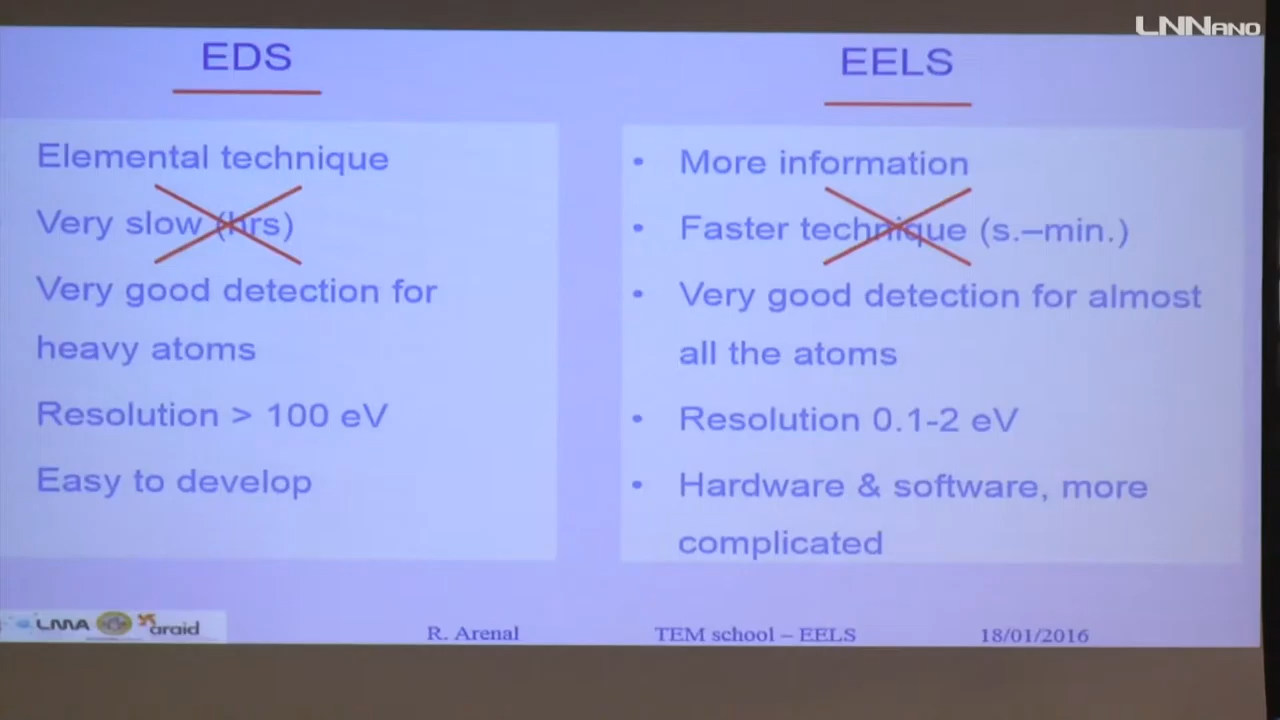 LNNANO
EDS
Elemental technique
Very slow (hrs)
Very good detection for
heavy atoms
Resolution > 100 eV
Easy to develop
EELS
• More information
• Faster technique (s.–min.)
• Very good detection for almost
all the atoms
• Resolution 0.1-2 eV
• Hardware & software, more
complicated
LMA araid
R. Arenal
TEM school – EELS
18/01/2016